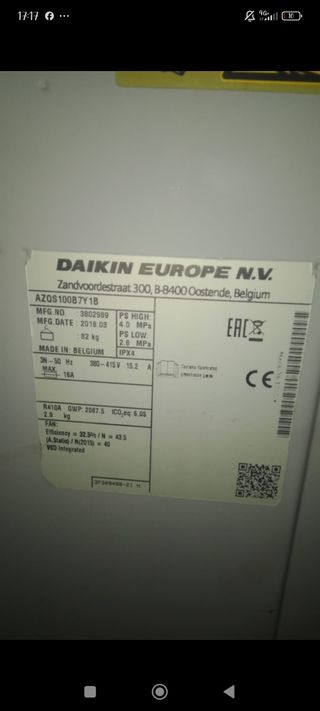 17:17
DAIKIN EUROPE N.V.
Zandvoordestraat 300, B-8400 Oostende, Belgium
AZQS100B7Y1B
MFG.NO. : 3802989 PS HIGH:
MFG.DATE : 2018.03 4.0 MPa
: 82 kg PS LOW:
2.6 MPa
MADE IN: BELGIUM IPX4
3N~50 Hz 380-415V 15.2 A
MAX.
16A
R410A GWP: 2087.5 (CO₂eq: 6.05
2.9 kg
FAN:
Efficiency = 32.5% / N = 43.5
(A,Static) / N(2015) = 40
VSD Integrated
EAC
CE